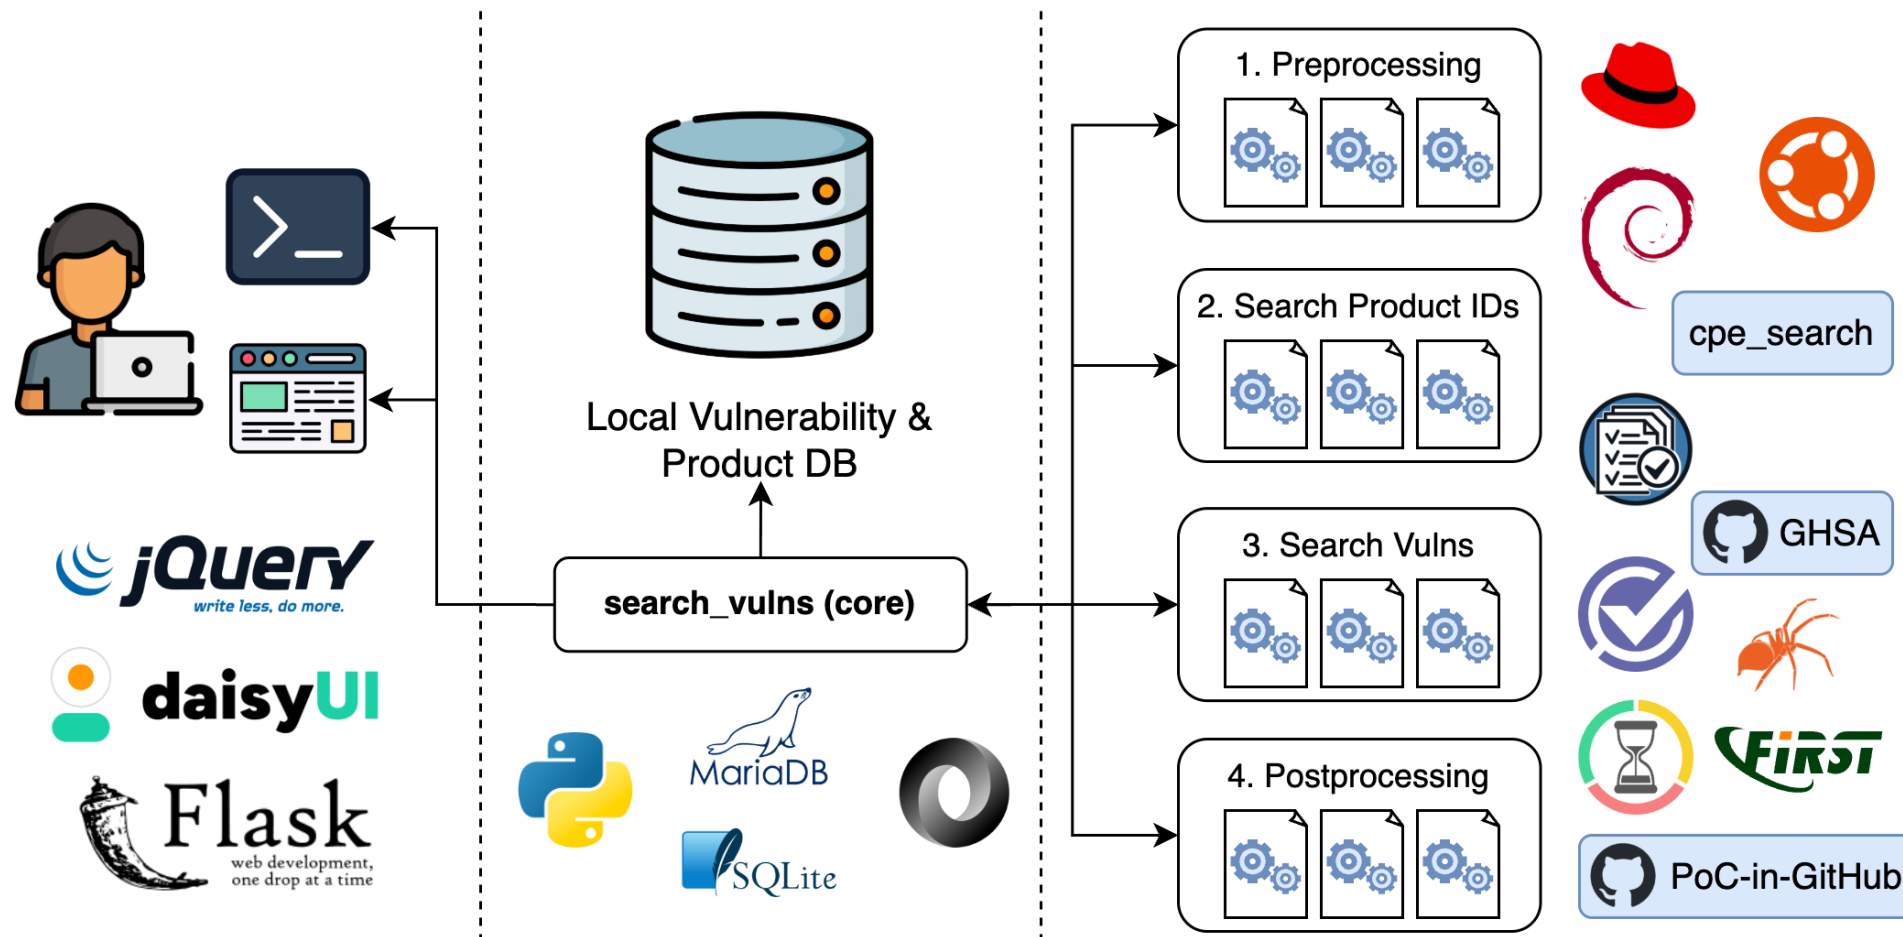 jQuery
write less, do more.
daisyUI
Flask
web development,
one drop at a time
Local Vulnerability &
Product DB
search_vulns (core)
MariaDB
SQLite
1. Preprocessing
2. Search Product IDs
3. Search Vulns
4. Postprocessing
cpe_search
GHSA
FIRST
PoC-in-GitHub